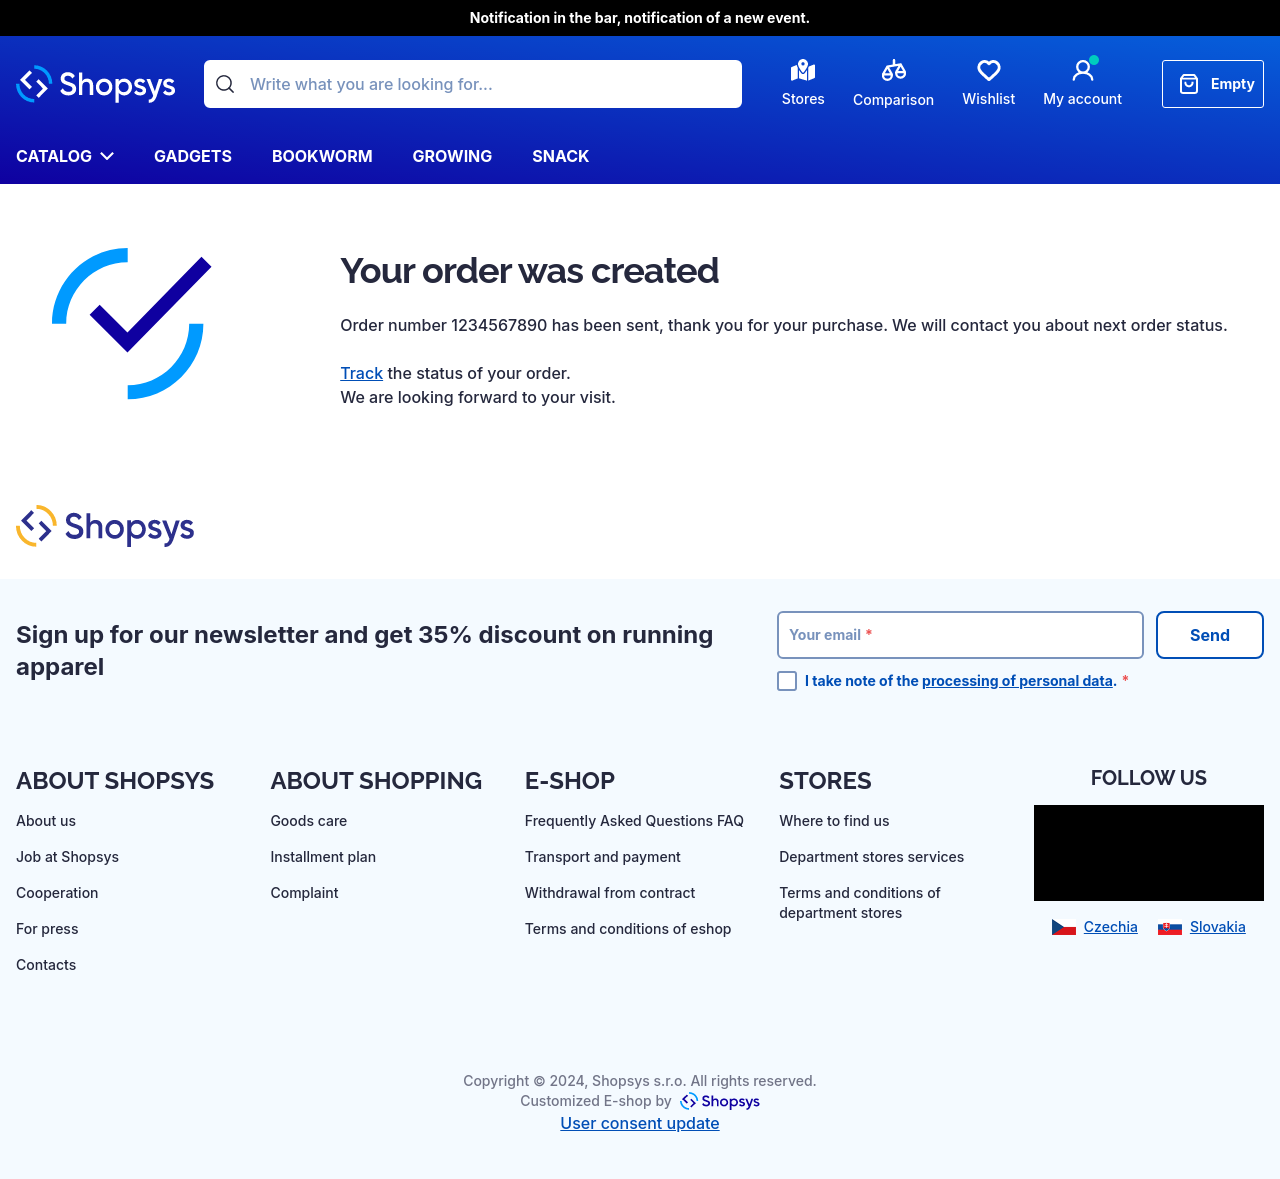 Notification in the bar, notification of a new event.
Shopsys
Write what you are looking for...
Stores
Comparison
Wishlist
My account
Empty
CATALOG
GADGETS
BOOKWORM
GROWING
SNACK
Your order was created
Order number 1234567890 has been sent, thank you for your purchase. We will contact you about next order status.
Track the status of your order.
We are looking forward to your visit.
Shopsys
Sign up for our newsletter and get 35% discount on running
apparel
Your email *
Send
I take note of the processing of personal data. *
ABOUT SHOPSYS
About us
Job at Shopsys
Cooperation
For press
Contacts
ABOUT SHOPPING
Goods care
Installment plan
Complaint
E-SHOP
Frequently Asked Questions FAQ
Transport and payment
Withdrawal from contract
Terms and conditions of eshop
STORES
Where to find us
Department stores services
Terms and conditions of
department stores
FOLLOW US
Czechia
Slovakia
Copyright © 2024, Shopsys s.r.o. All rights reserved.
Customized E-shop by Shopsys
User consent update